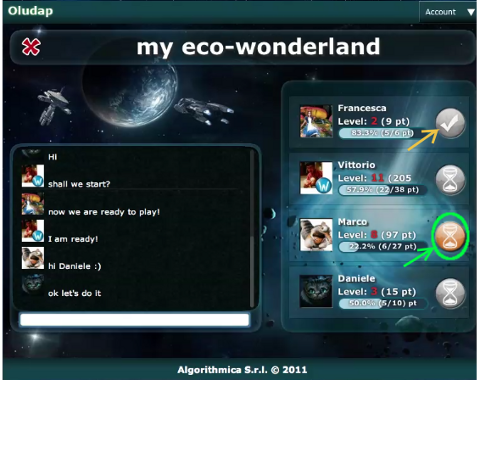 Oludap
Account
my eco-wonderland
Francesca
Level: 2 (9 pt)
83.3% (5/6 pt)
Hi
shall we start?
now we are ready to play!
I am ready!
hi Daniele :)
ok let's do it
Vittorio
Level: 11 (205
57.9% (22/38 pt)
Marco
Level: 8 (97 pt)
22.2% (6/27 pt)
Daniele
Level: 3 (15 pt)
50.0% (5/10) pt
W
W
W
Algorithmica S.r.l. © 2011